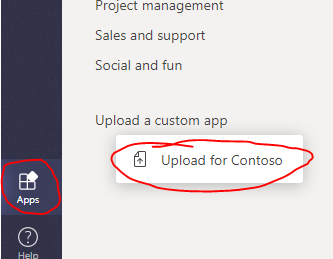 Project management
Sales and support
Social and fun
Upload a custom app
Upload for Contoso
Apps
Help